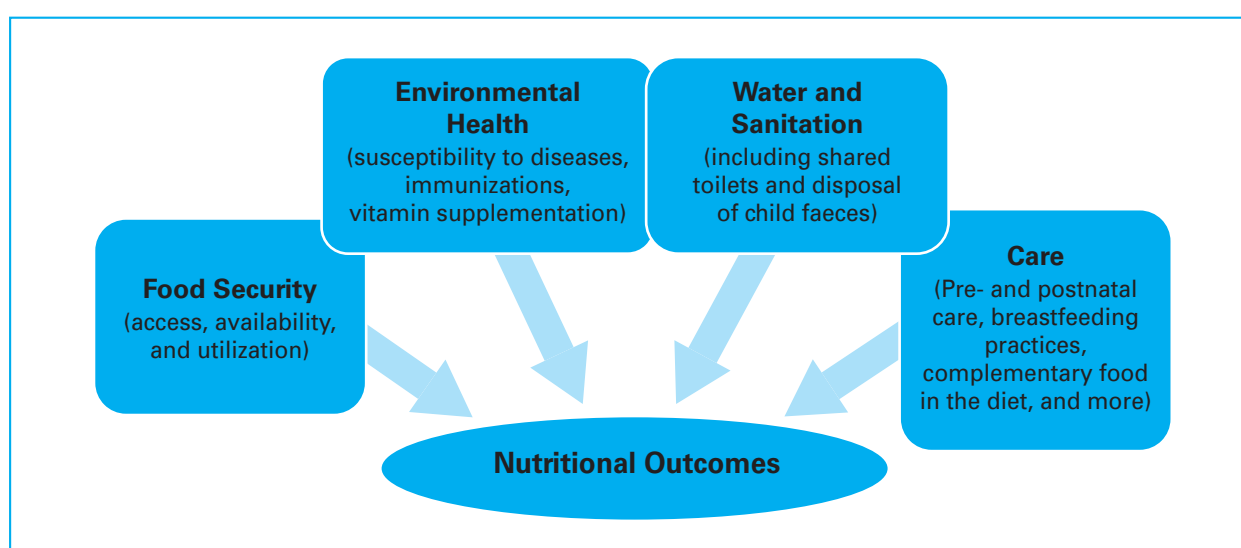 Environmental
Health
(susceptibility to diseases,
immunizations,
vitamin supplementation)
Water and
Sanitation
(including shared
toilets and disposal
of child faeces)
Food Security
(access, availability,
and utilization)
Care
(Pre- and postnatal
care, breastfeeding
practices,
complementary food
in the diet, and more)
Nutritional Outcomes